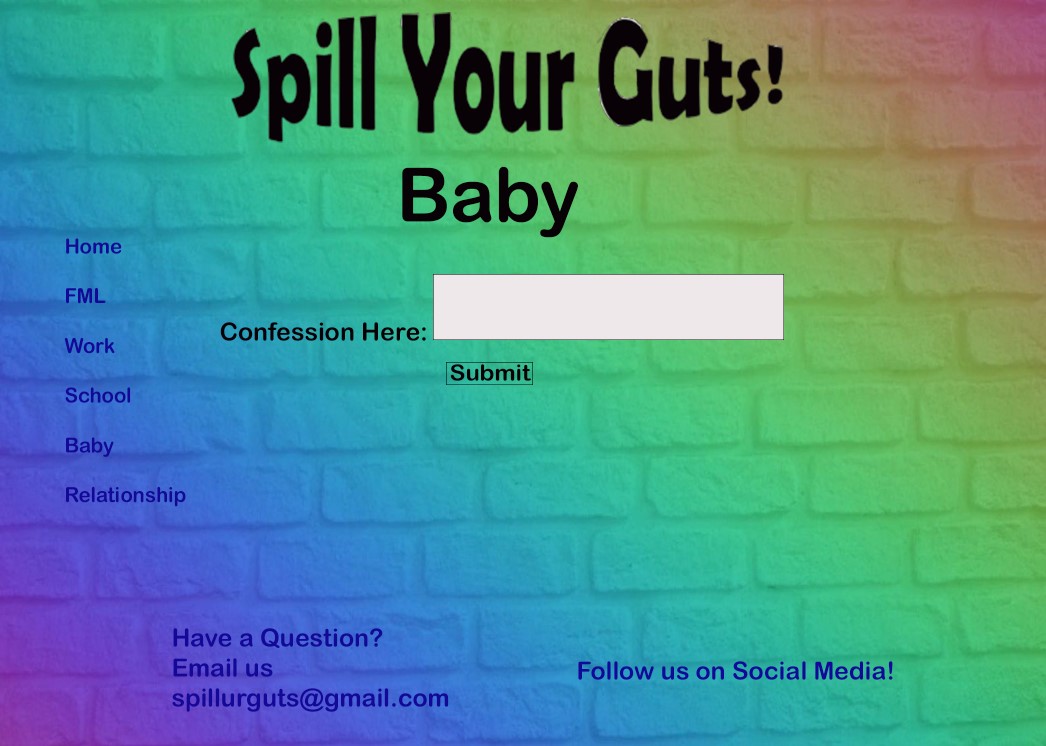 Spill Your Guts!
Baby
Home
FML
Work
School
Baby
Relationship
Confession Here:
Submit
Have a Question?
Email us
spillurguts@gmail.com
Follow us on Social Media!